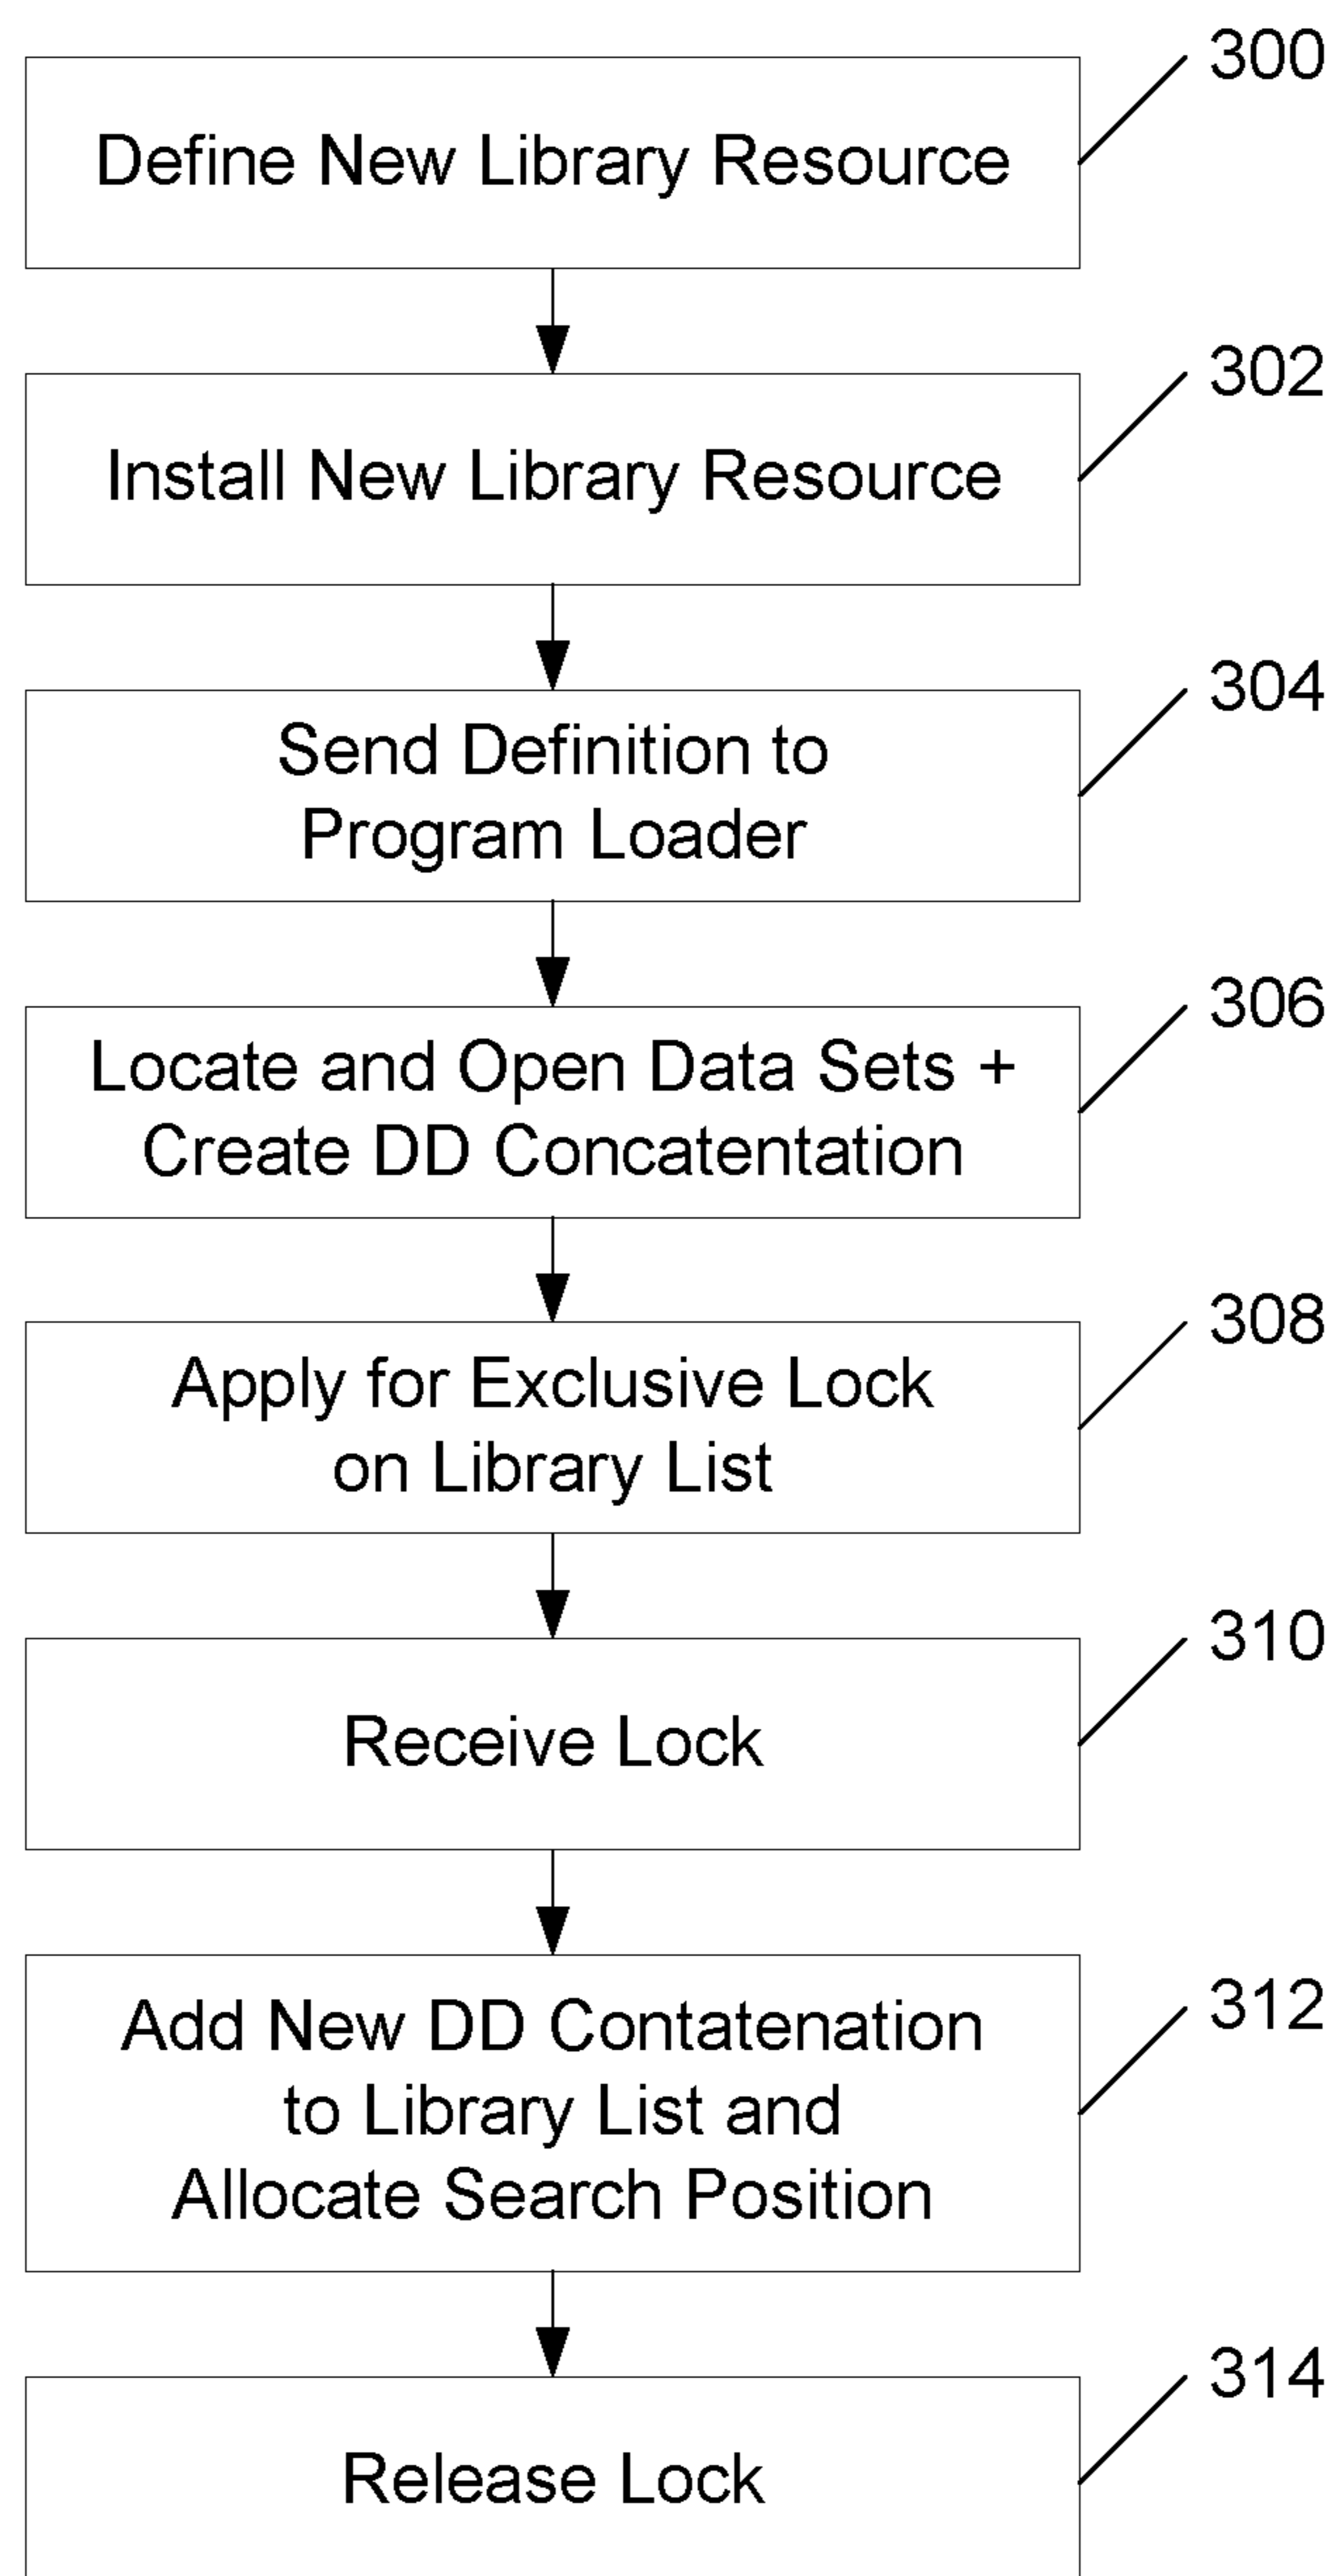 300
Define New Library Resource
302
Install New Library Resource
304
Send Definition to
Program Loader
306
Locate and Open Data Sets +
Create DD Concatentation
308
Apply for Exclusive Lock
on Library List
310
Receive Lock
312
Add New DD Contatenation
to Library List and
Allocate Search Position
314
Release Lock